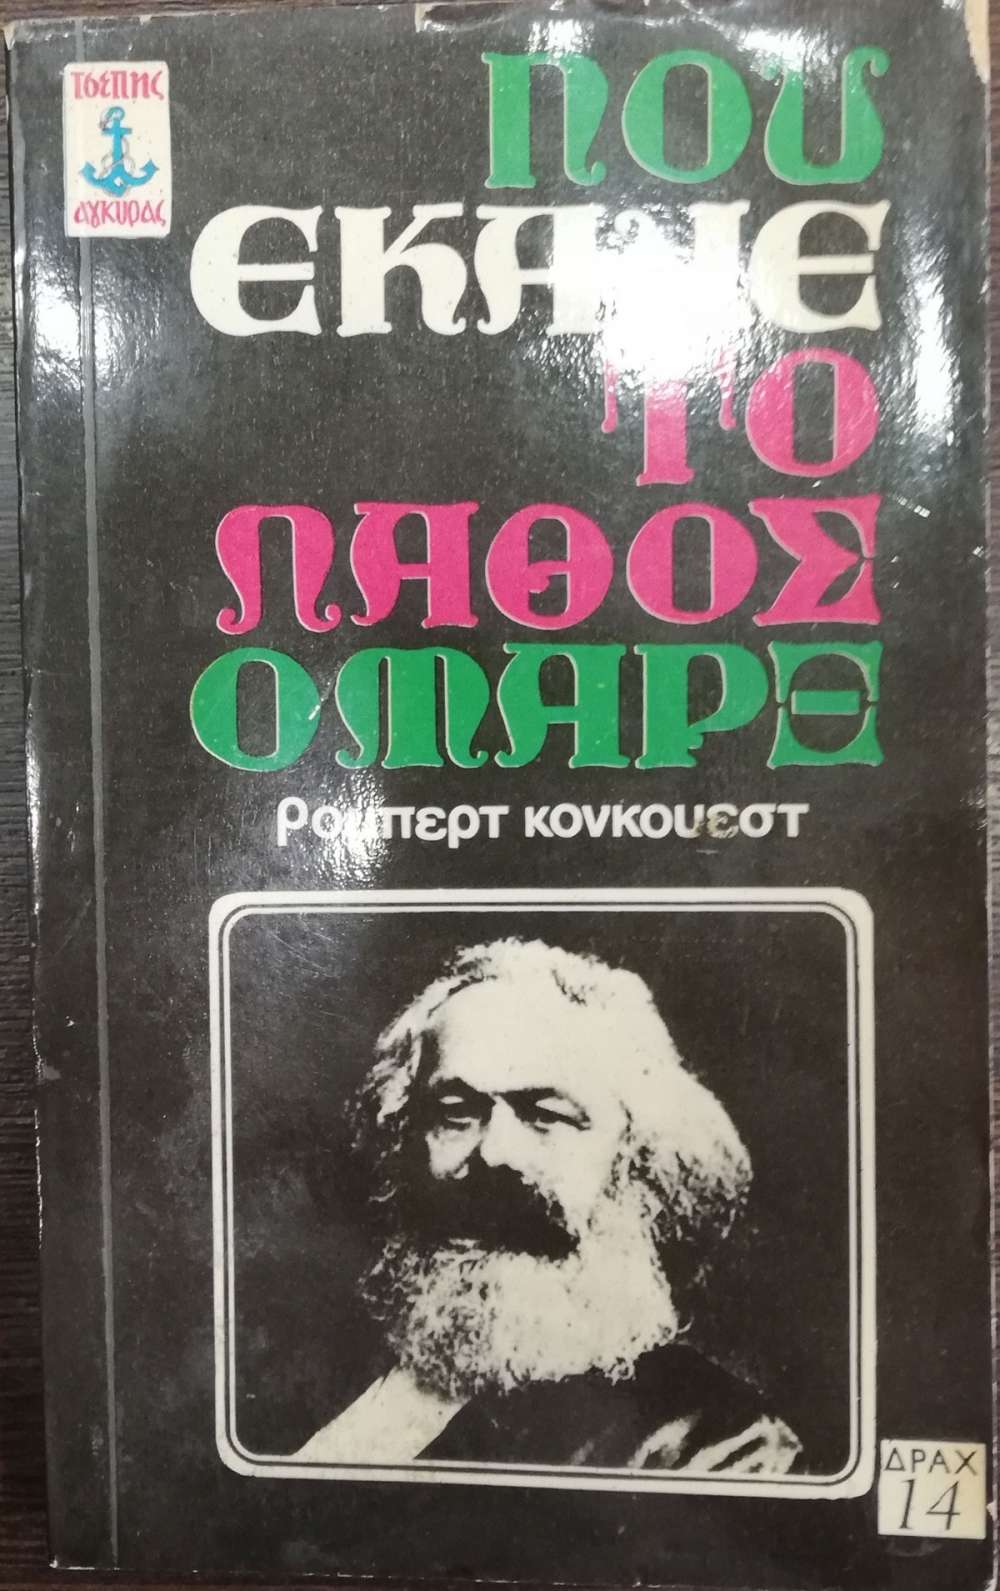 ΤΣΕΠΗΣ
ΑΓΚΥΡΑΣ
ΠΟΥ
ΕΚΑΝΕ
ΤΟ
ΛΑΘΟΣ
Ο ΜΑΡΞ
ρομπερτ κονκουεστ
ΔΡΑΧ
14